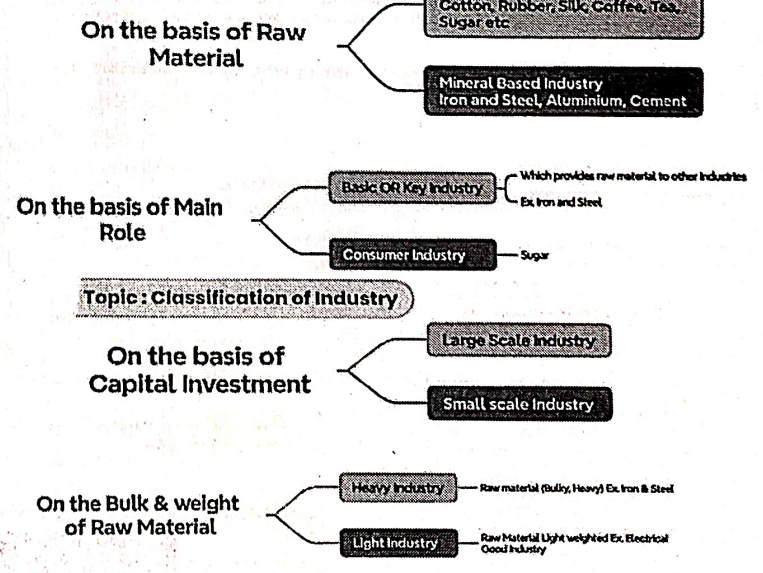 Cotton, Rubber, Silk, Coffee, Tea,
Sugar etc
On the basis of Raw
Material
Mineral Based Industry
Iron and Steel, Aluminium, Cement
Basic OR Key Industry
Which provides raw material to other Industries
Ex. Iron and Steel
On the basis of Main
Role
Consumer Industry
Sugar
Topic : Classification of Industry
On the basis of
Capital Investment
Large Scale Industry
Small scale Industry
On the Bulk & weight
of Raw Material
Heavy Industry
Raw material (Bulky, Heavy) Ex. Iron & Steel
Light Industry
Raw Material Light weighted Ex. Electrical
Good Industry